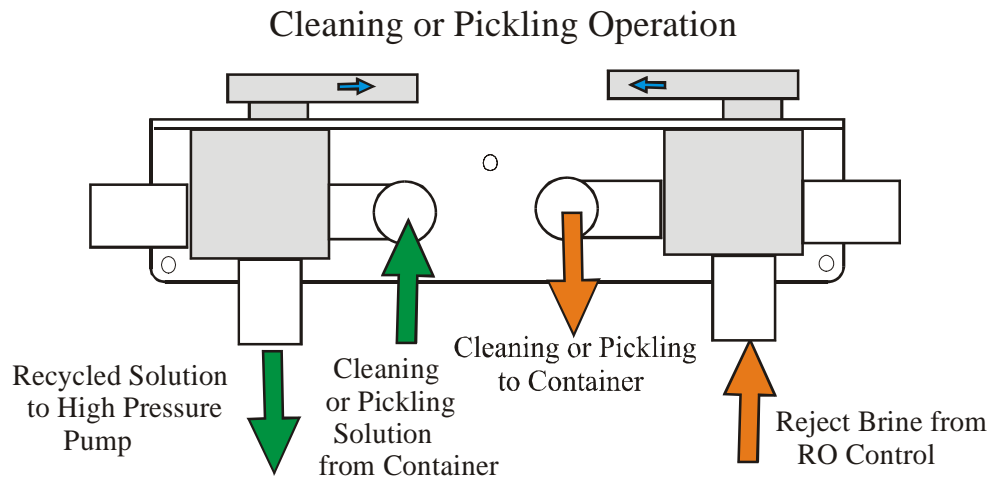 Cleaning or Pickling Operation
Recycled Solution
to High Pressure
Pump
Cleaning
or Pickling
Solution
from Container
Cleaning or Pickling
to Container
Reject Brine from
RO Control